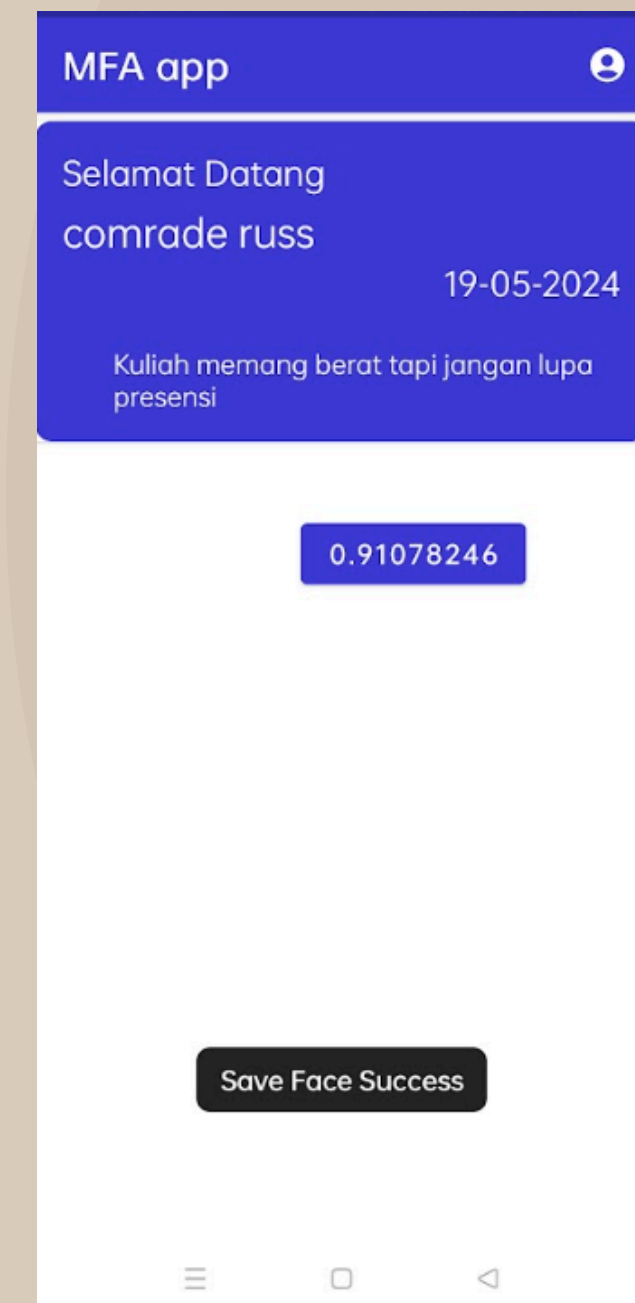 MFA app
Selamat Datang
comrade russ
19-05-2024
Kuliah memang berat tapi jangan lupa
presensi
0.91078246
Save Face Success